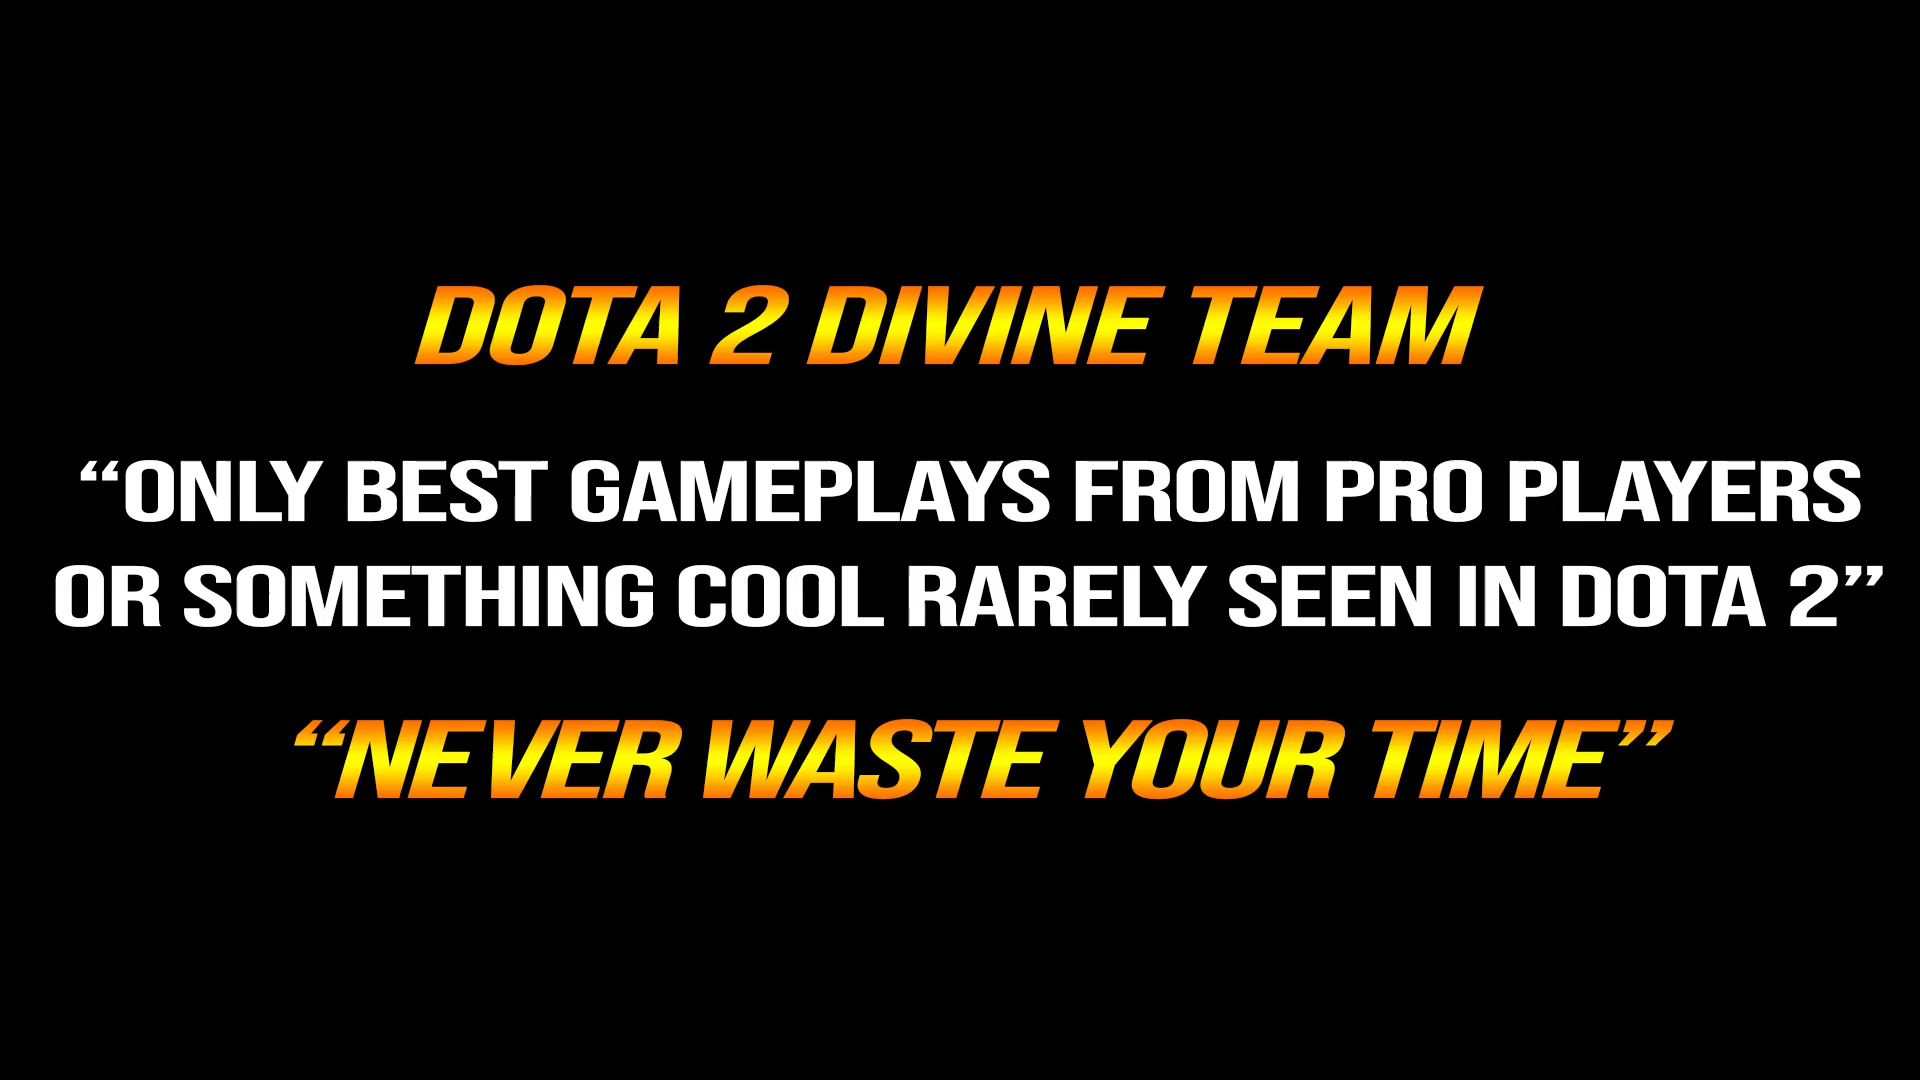 DOTA 2 DIVINE TEAM
“ONLY BEST GAMEPLAYS FROM PRO PLAYERS
OR SOMETHING COOL RARELY SEEN IN DOTA 2”
“NEVER WASTE YOUR TIME”